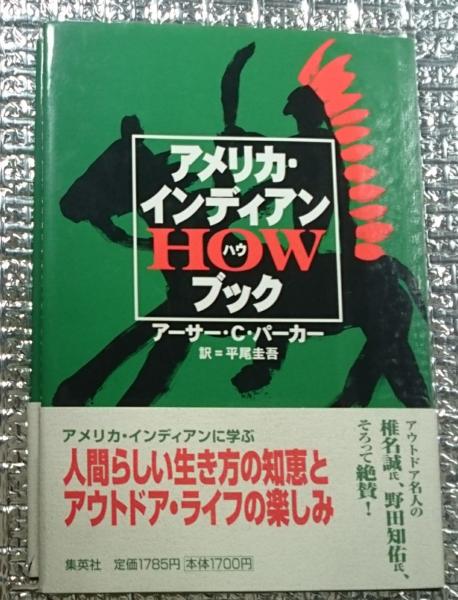 アメリカ・
インディアン
HOW
ハウ
ブック
アーサー・C・パーカー
訳=平尾圭吾
アメリカ・インディアンに学ぶ
人間らしい生き方の知恵と
アウトドア・ライフの楽しみ
集英社 定価1785円 本体1700円
アウトドア名人の
椎名誠氏、野田知佑氏、
そろって絶賛!